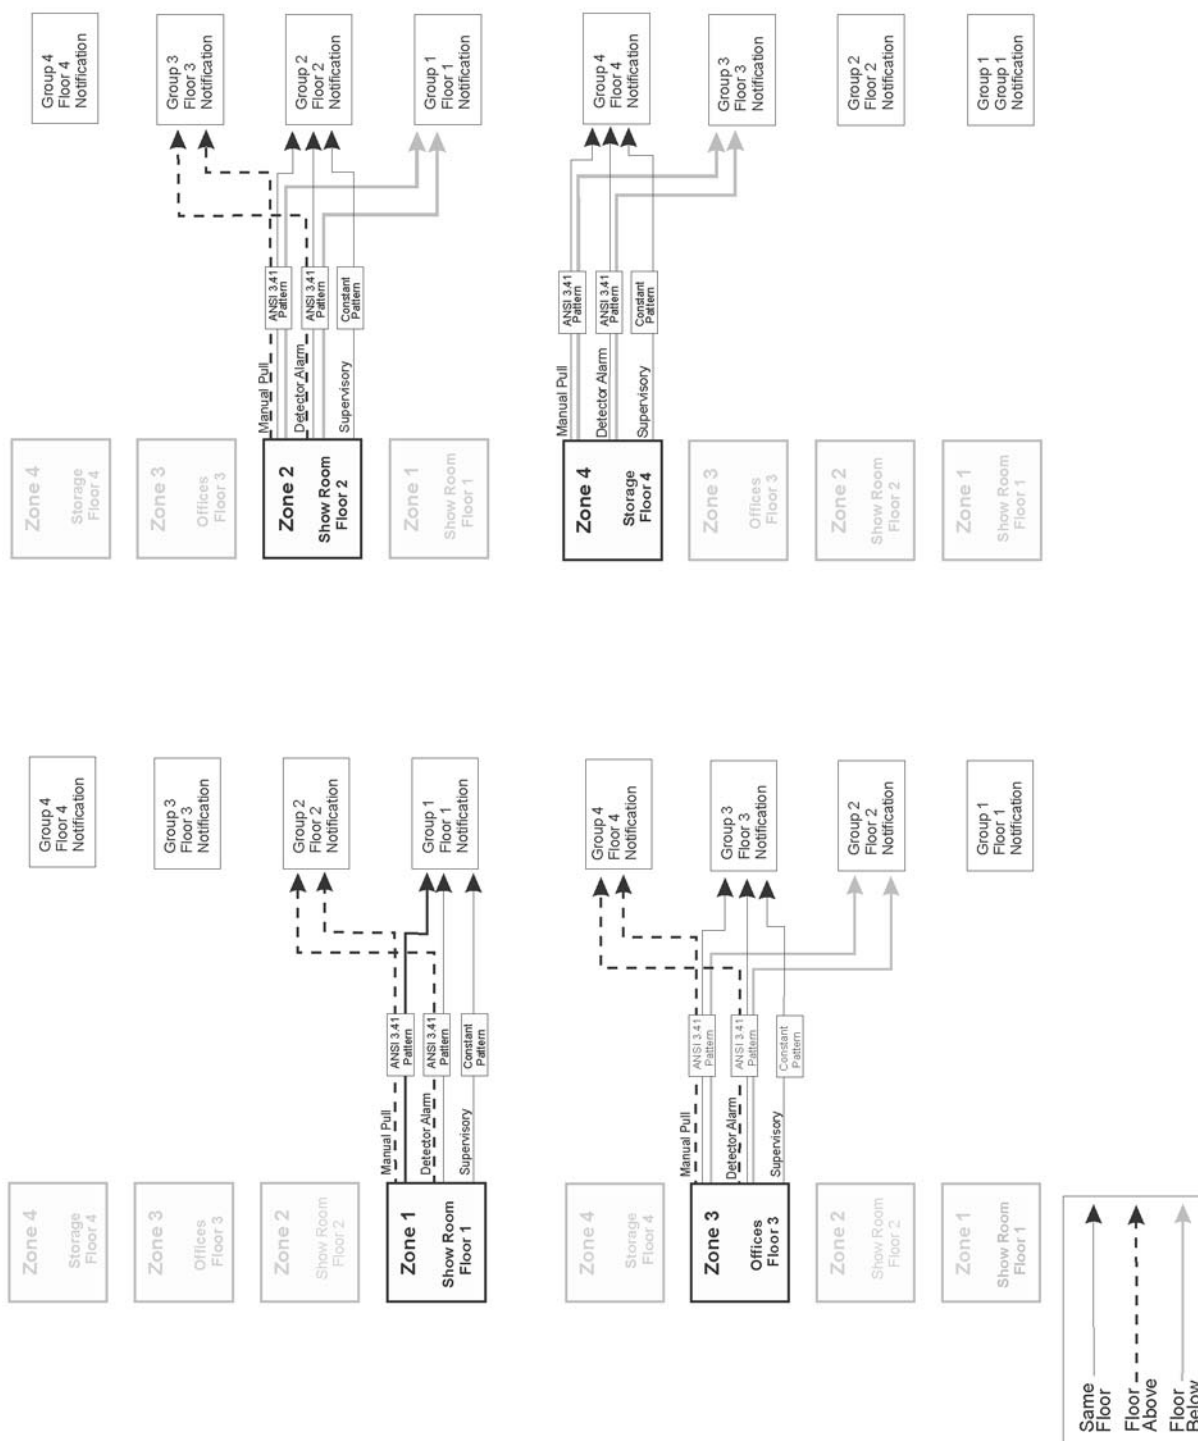 Zone 4
Storage
Floor 4
Zone 3
Offices
Floor 3
Zone 2
Show Room
Floor 2
Zone 1
Show Room
Floor 1
Manual Pull
Detector Alarm
Supervisory
ANSI 3.41
Pattern
ANSI 3.41
Pattern
Constant
Pattern
Group 4
Floor 4
Notification
Group 3
Floor 3
Notification
Group 2
Floor 2
Notification
Group 1
Floor 1
Notification
Zone 4
Storage
Floor 4
Zone 3
Offices
Floor 3
Zone 2
Show Room
Floor 2
Zone 1
Show Room
Floor 1
Manual Pull
Detector Alarm
Supervisory
ANSI 3.41
Pattern
ANSI 3.41
Pattern
Constant
Pattern
Group 4
Floor 4
Notification
Group 3
Floor 3
Notification
Group 2
Floor 2
Notification
Group 1
Floor 1
Notification
Zone 4
Storage
Floor 4
Zone 3
Offices
Floor 3
Zone 2
Show Room
Floor 2
Zone 1
Show Room
Floor 1
Manual Pull
Detector Alarm
Supervisory
ANSI 3.41
Pattern
ANSI 3.41
Pattern
Constant
Pattern
Group 4
Floor 4
Notification
Group 3
Floor 3
Notification
Group 2
Floor 2
Notification
Group 1
Floor 1
Notification
Zone 4
Storage
Floor 4
Zone 3
Offices
Floor 3
Zone 2
Show Room
Floor 2
Zone 1
Show Room
Floor 1
Manual Pull
Detector Alarm
Supervisory
ANSI 3.41
Pattern
ANSI 3.41
Pattern
Constant
Pattern
Group 4
Floor 4
Notification
Group 3
Floor 3
Notification
Group 2
Floor 2
Notification
Group 1
Group 1
Notification
Same
Floor
Floor
Above
Floor
Below